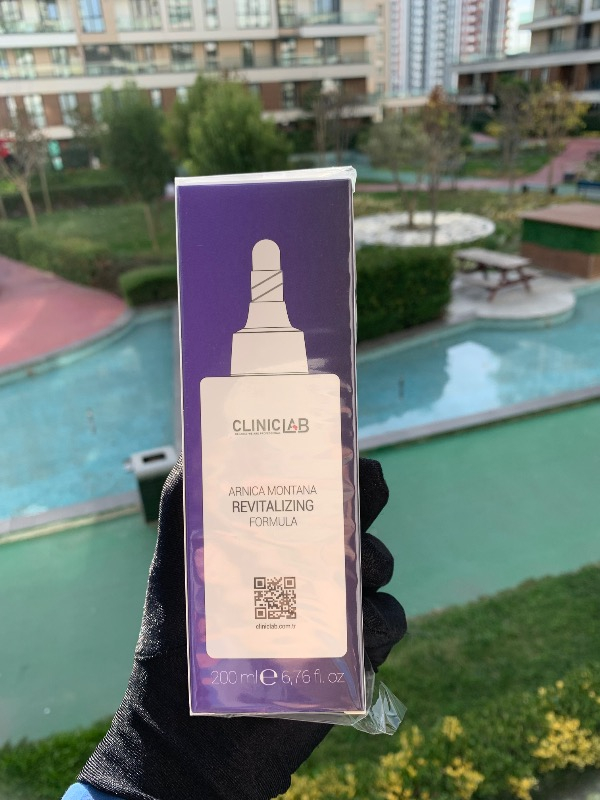 CLINICLAB
ARNICA MONTANA
REVITALIZING
FORMULA
cliniclab.com.tr
200 ml e 6,76 fl. oz